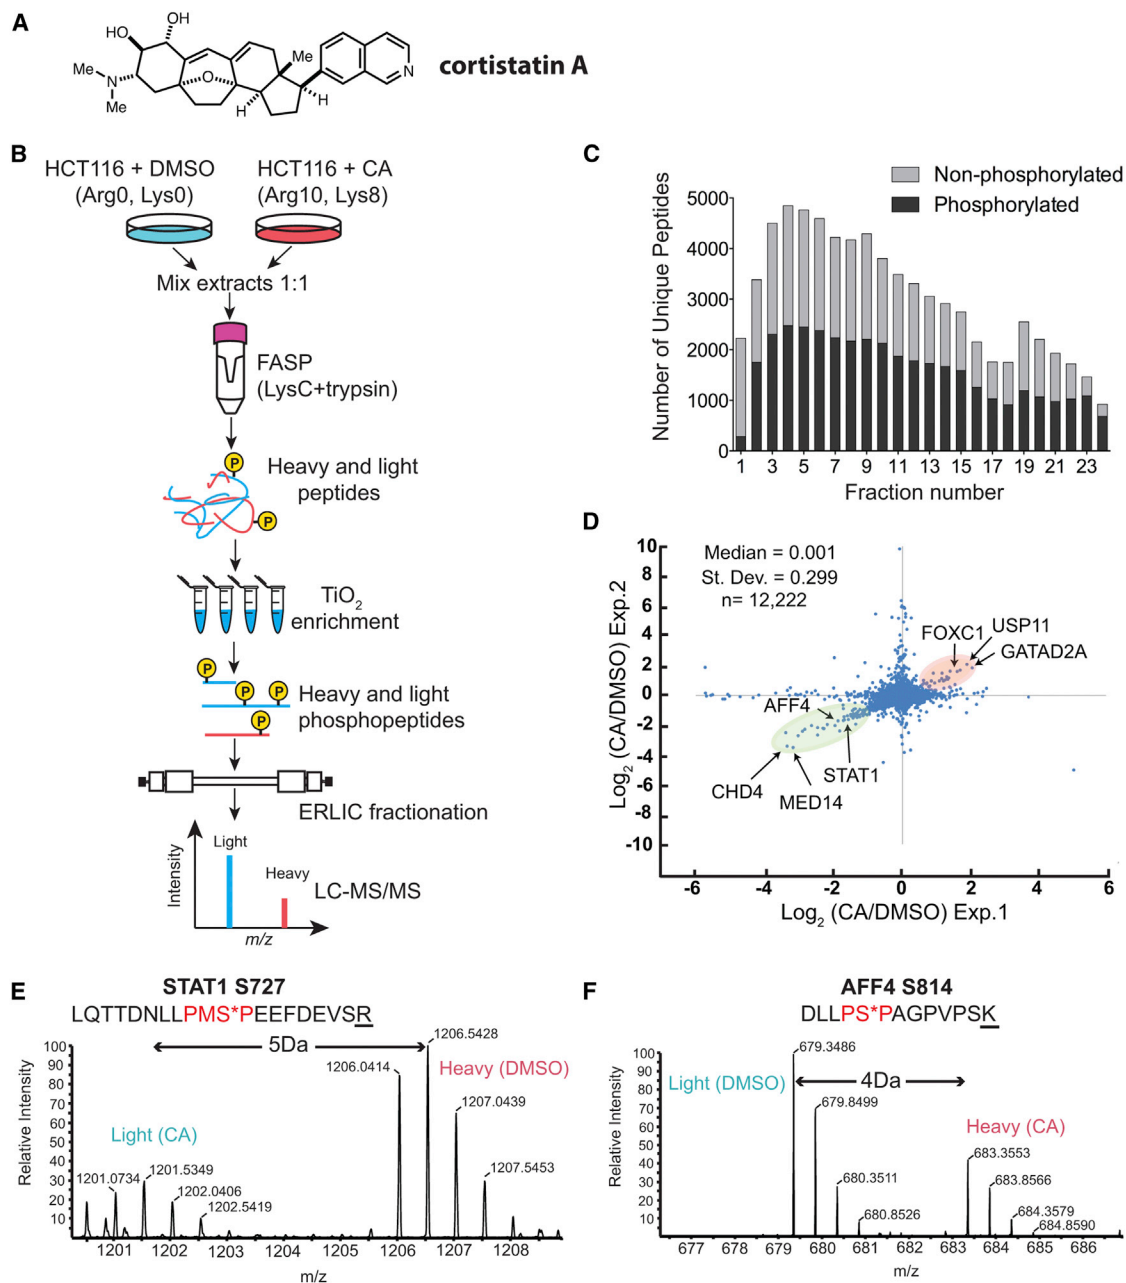 A
OH
HO
Me
N
Me
O
Me
H
H
N
cortistatin A
B
HCT116 + DMSO
(Arg0, Lys0)
HCT116 + CA
(Arg10, Lys8)
Mix extracts 1:1
FASP
(LysC+trypsin)
P
Heavy and light
peptides
P
TiO2
enrichment
P
P P
Heavy and light
phosphopeptides
P
ERLIC fractionation
Light
Heavy
Intensity
LC-MS/MS
m/z
C
Non-phosphorylated
Phosphorylated
Number of Unique Peptides
5000
4000
3000
2000
1000
0
1 3 5 7 9 11 13 15 17 19 21 23
Fraction number
D
Median = 0.001
St. Dev. = 0.299
n= 12,222
Log2 (CA/DMSO) Exp.2
10
8
6
4
2
0
-2
-4
-6
-8
-10
FOXC1
USP11
GATAD2A
AFF4
STAT1
CHD4
MED14
-6 -4 -2 0 2 4 6
Log2 (CA/DMSO) Exp.1
E
STAT1 S727
LQTTDNLLPMS*PEEFDEVSR
5Da
1206.5428
1206.0414
Heavy (DMSO)
1207.0439
Light (CA)
1207.5453
1201.0734
1201.5349
1202.0406
1202.5419
Relative Intensity
100
90
80
70
60
50
40
30
20
10
1201 1202 1203 1204 1205 1206 1207 1208
m/z
F
AFF4 S814
DLLPS*PAGPVPSK
679.3486
Light (DMSO)
4Da
679.8499
Heavy (CA)
683.3553
680.3511
683.8566
680.8526
684.3579
684.8590
Relative Intensity
100
90
80
70
60
50
40
30
20
10
677 678 679 680 681 682 683 684 685 686
m/z